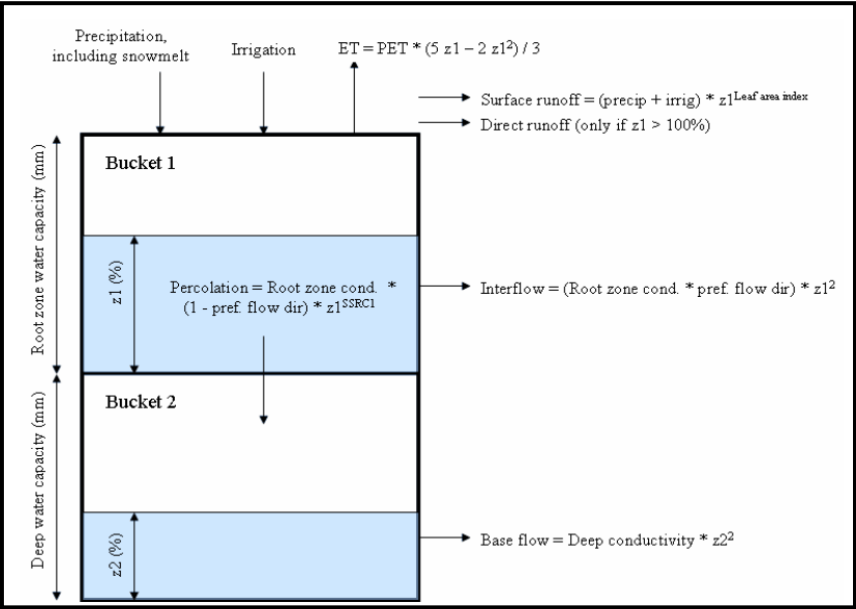 Precipitation,
including snowmelt
Irrigation
ET = PET * (5 z1 – 2 z1²) / 3
Surface runoff = (precip + irrig) * z1^Leaf area index
Direct runoff (only if z1 > 100%)
Bucket 1
Root zone water capacity (mm)
z1 (%)
Percolation = Root zone cond. *
(1 - pref. flow dir) * z1^SSRC1
Interflow = (Root zone cond. * pref. flow dir) * z1²
Bucket 2
Deep water capacity (mm)
z2 (%)
Base flow = Deep conductivity * z2²